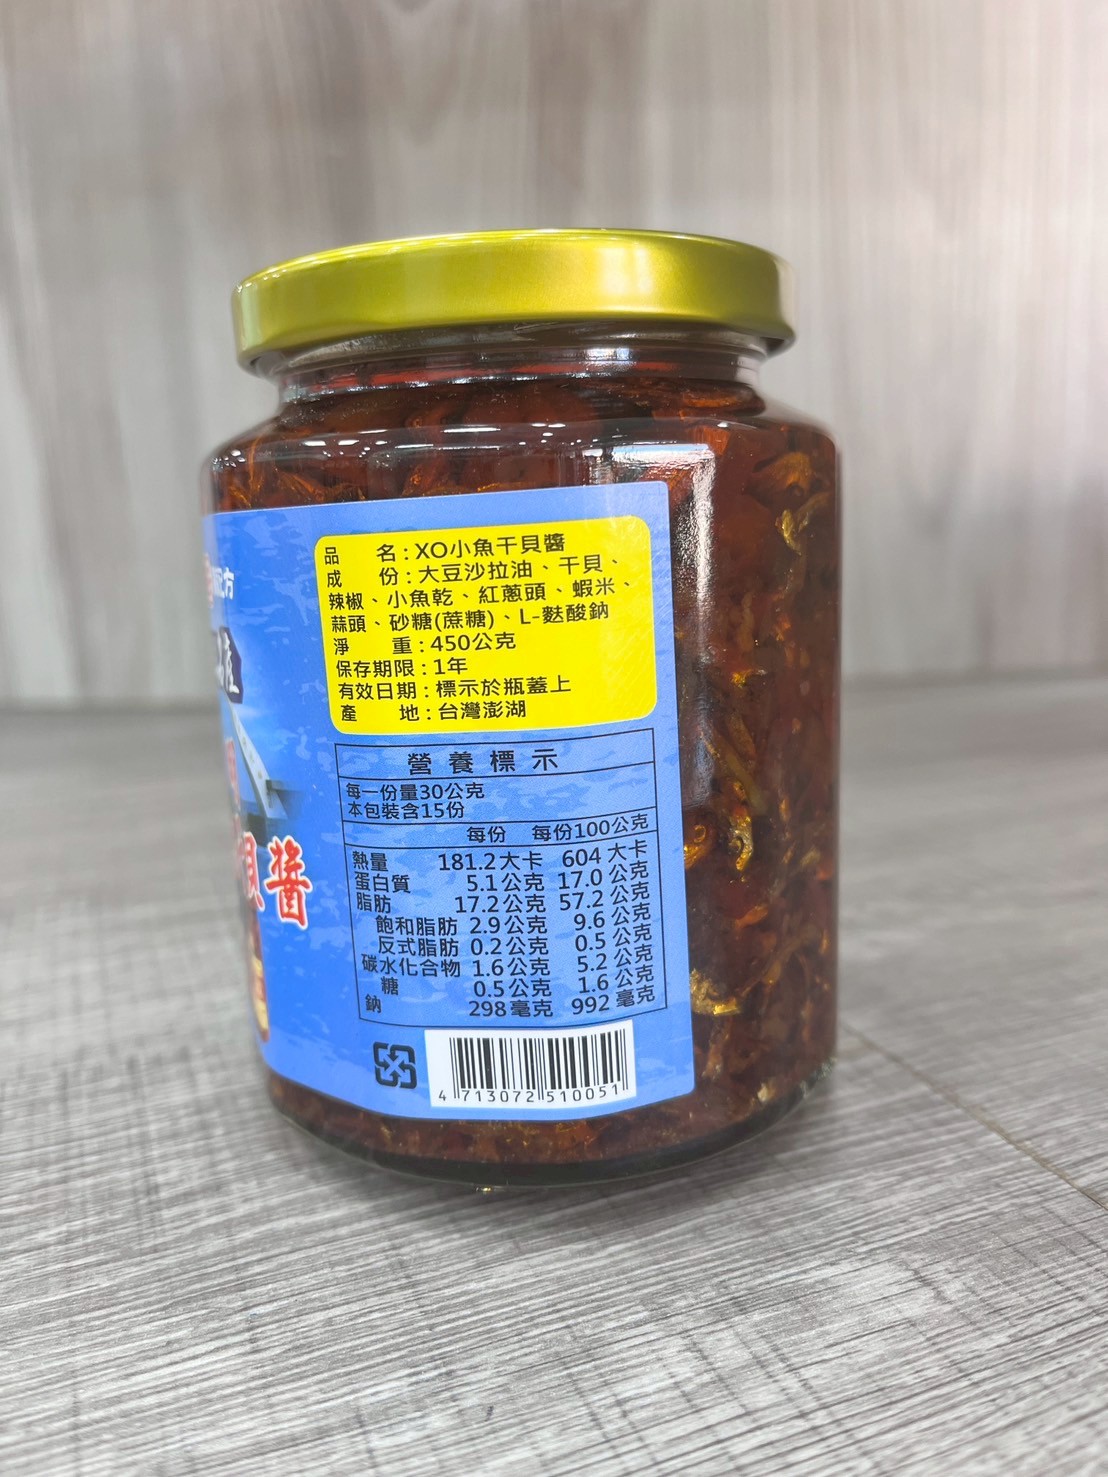 配方
品 名:XO小魚干貝醬
成 份:大豆沙拉油、干貝、
辣椒、小魚乾、紅蔥頭、蝦米、
蒜頭、砂糖(蔗糖)、L-麩酸鈉
淨 重:450公克
保存期限:1年
有效日期:標示於瓶蓋上
產 地:台灣澎湖
營養標示
每一份量30公克
本包裝含15份
每份 每份100公克
熱量 181.2大卡 604 大卡
蛋白質 5.1公克 17.0 公克
脂肪 17.2公克 57.2 公克
飽和脂肪 2.9公克 9.6 公克
反式脂肪 0.2公克 0.5 公克
碳水化合物 1.6公克 5.2 公克
糖 0.5公克 1.6 公克
鈉 298毫克 992 毫克
醬
4 713072 510051